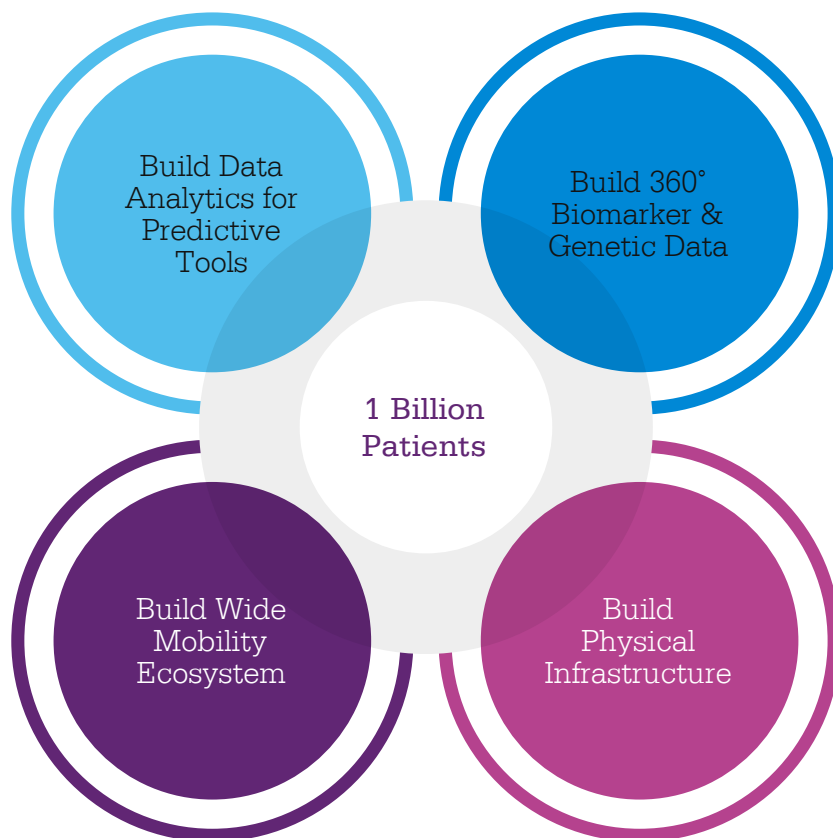 Build Data
Analytics for
Predictive
Tools
Build 360°
Biomarker &
Genetic Data
1 Billion
Patients
Build Wide
Mobility
Ecosystem
Build
Physical
Infrastructure